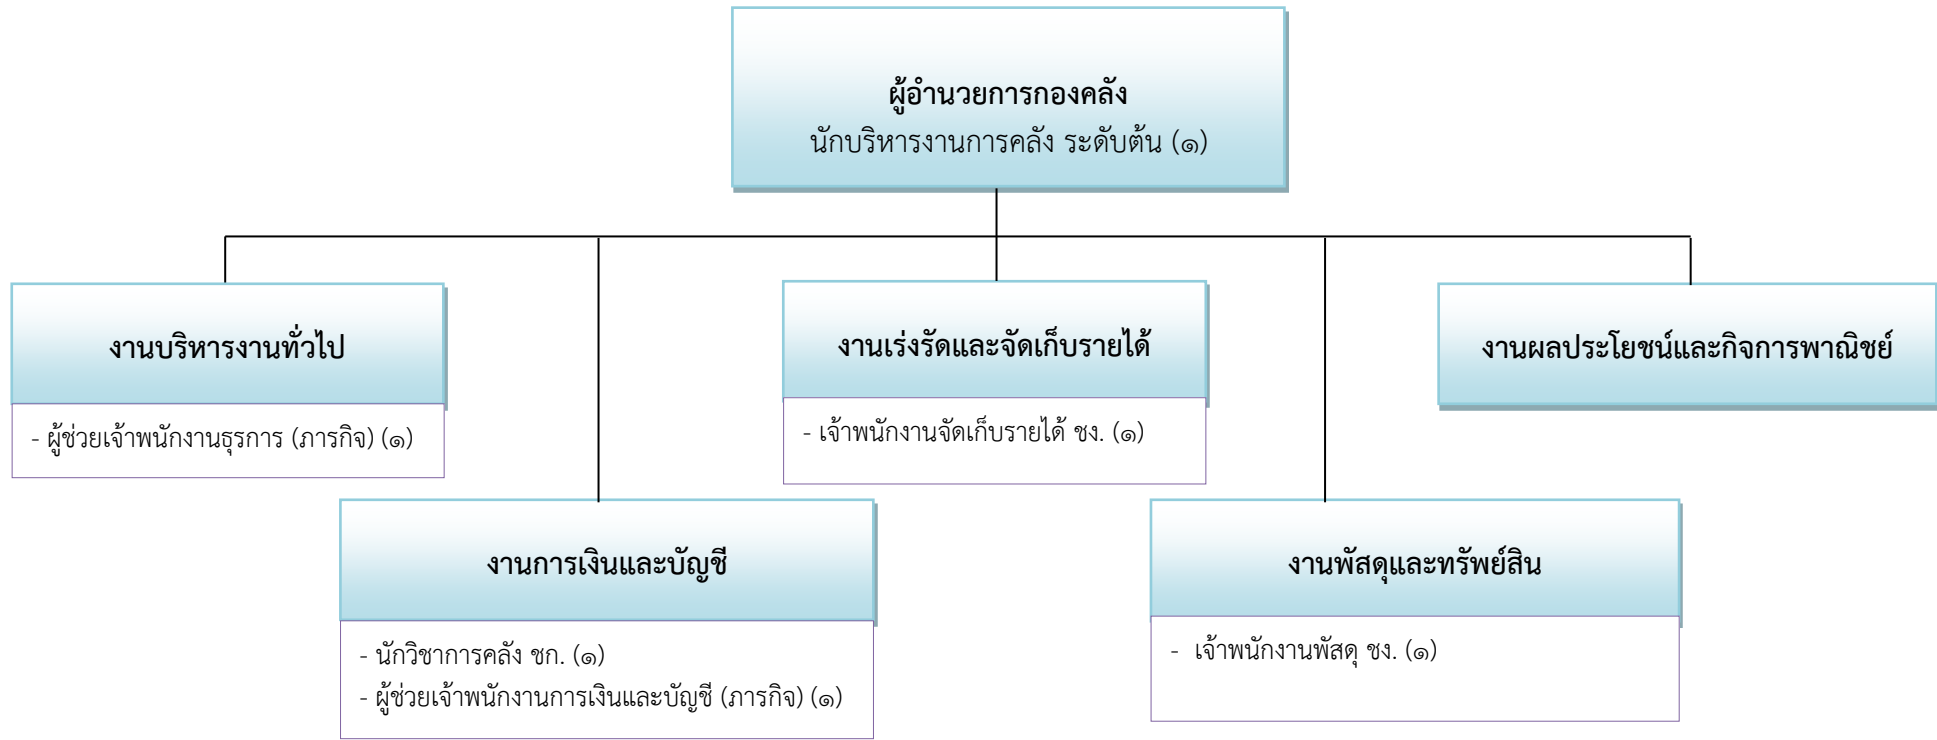 ผู้อำนวยการกองคลัง
นักบริหารงานการคลัง ระดับต้น (๑)
งานบริหารงานทั่วไป
- ผู้ช่วยเจ้าพนักงานธุรการ (ภารกิจ) (๑)
งานเร่งรัดและจัดเก็บรายได้
- เจ้าพนักงานจัดเก็บรายได้ ชง. (๑)
งานผลประโยชน์และกิจการพาณิชย์
งานการเงินและบัญชี
- นักวิชาการคลัง ชก. (๑)
- ผู้ช่วยเจ้าพนักงานการเงินและบัญชี (ภารกิจ) (๑)
งานพัสดุและทรัพย์สิน
- เจ้าพนักงานพัสดุ ชง. (๑)